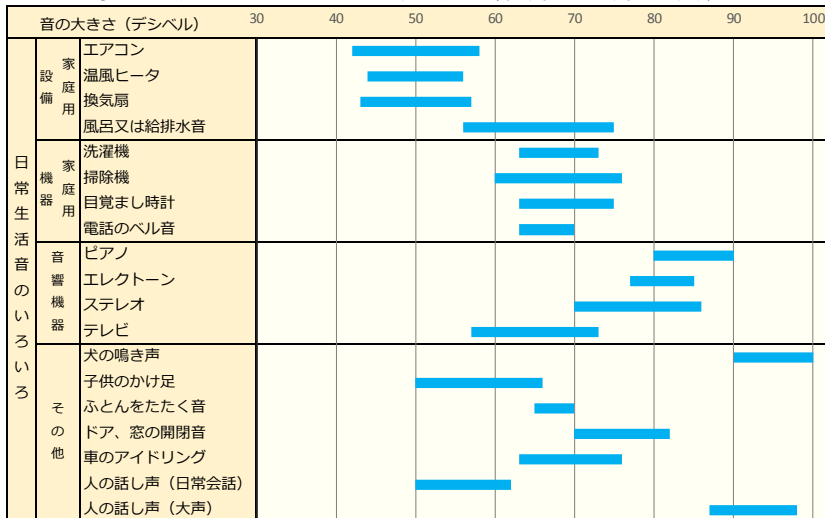 音の大きさ（デシベル） 30 40 50 60 70 80 90 100
日常生活音のいろいろ
家庭用設備
エアコン
温風ヒータ
換気扇
風呂又は給排水音
家庭用機器
洗濯機
掃除機
目覚まし時計
電話のベル音
音響機器
ピアノ
エレクトーン
ステレオ
テレビ
その他
犬の鳴き声
子供のかけ足
ふとんをたたく音
ドア、窓の開閉音
車のアイドリング
人の話し声（日常会話）
人の話し声（大声）